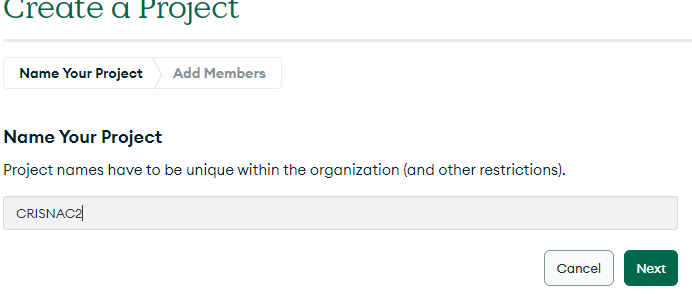 Create a Project
Name Your Project
Add Members
Name Your Project
Project names have to be unique within the organization (and other restrictions).
CRISNAC2
Cancel
Next